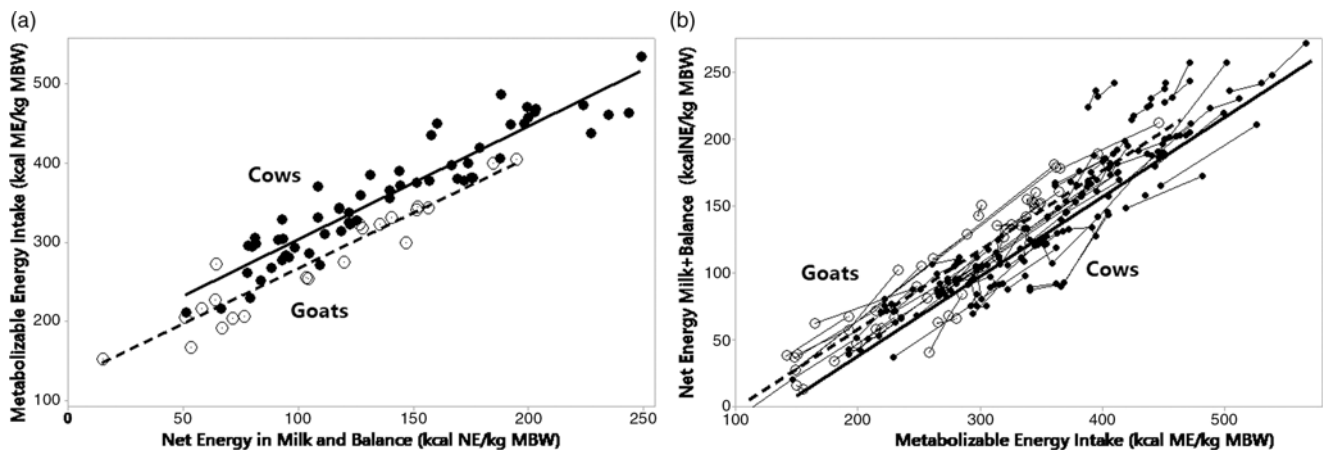 (a)
Metabolizable Energy Intake (kcal ME/kg MBW)
500
400
300
200
100
Cows
Goats
0
50
100
150
200
250
Net Energy in Milk and Balance (kcal NE/kg MBW)
(b)
Net Energy Milk+Balance (kcalNE/kg MBW)
250
200
150
100
50
0
Goats
Cows
100
200
300
400
500
Metabolizable Energy Intake (kcal ME/kg MBW)